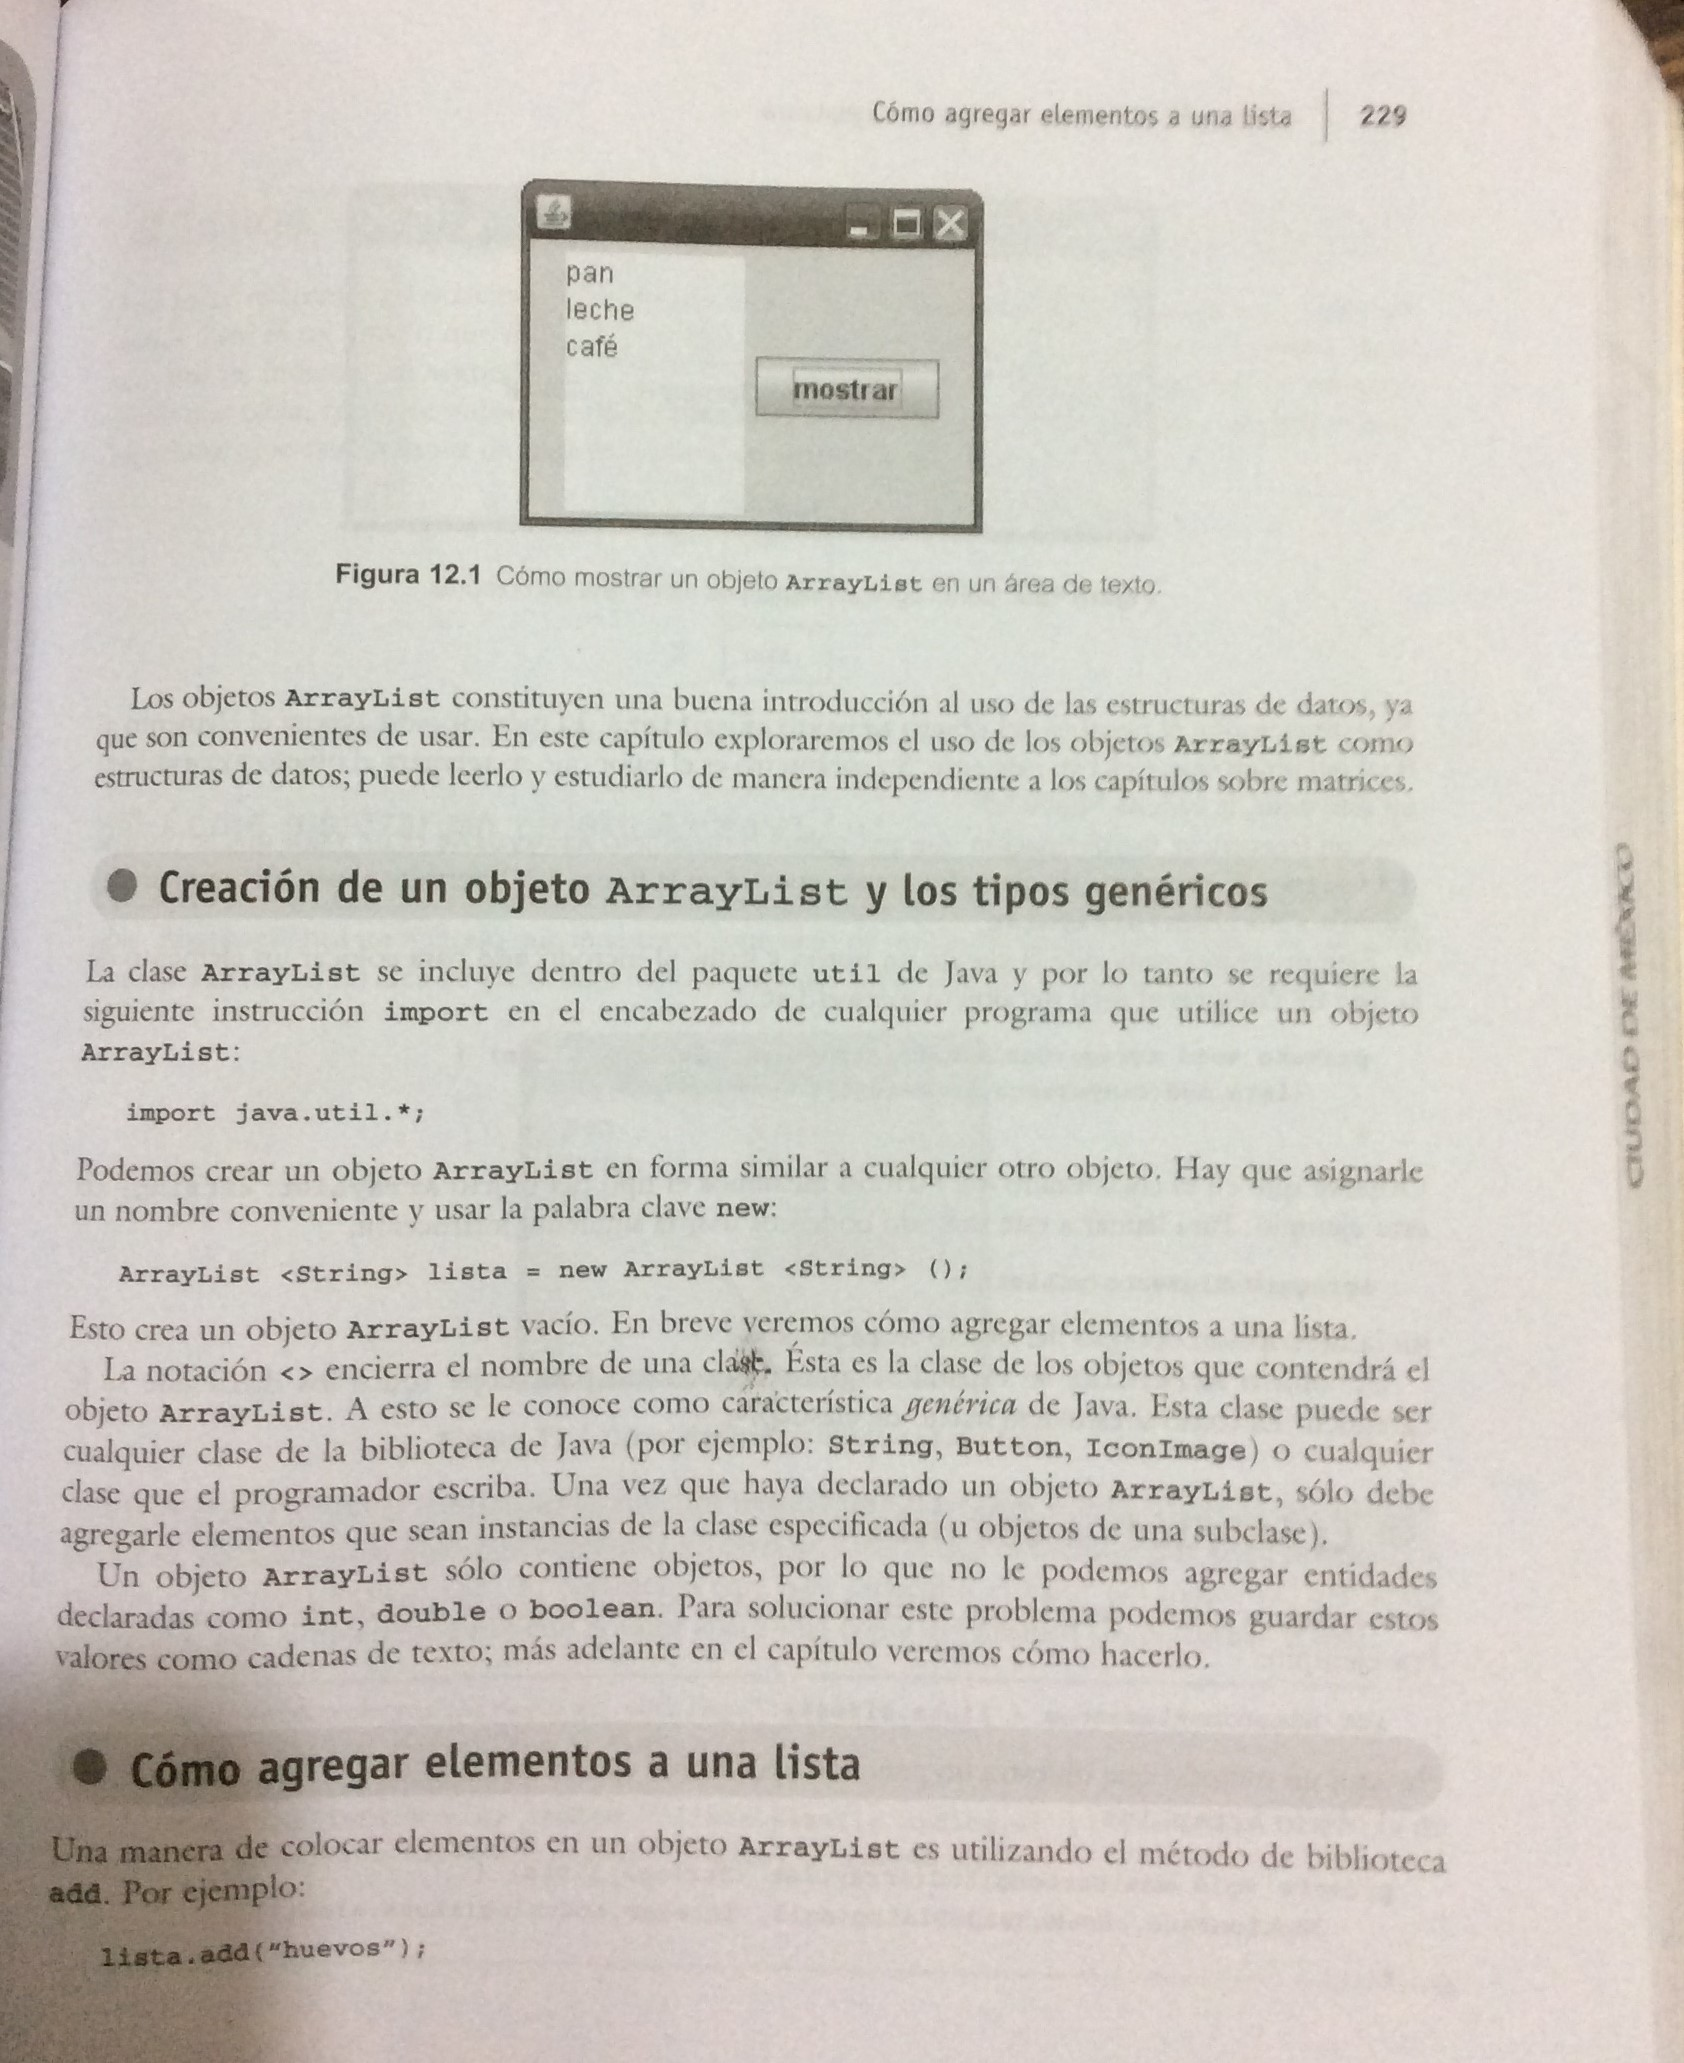 Cómo agregar elementos a una lista 229
pan
leche
café
mostrar
Figura 12.1 Cómo mostrar un objeto ArrayList en un área de texto.
Los objetos ArrayList constituyen una buena introducción al uso de las estructuras de datos, ya
que son convenientes de usar. En este capítulo exploraremos el uso de los objetos ArrayList como
estructuras de datos; puede leerlo y estudiarlo de manera independiente a los capítulos sobre matrices.
Creación de un objeto ArrayList y los tipos genéricos
La clase ArrayList se incluye dentro del paquete util de Java y por lo tanto se requiere la
siguiente instrucción import en el encabezado de cualquier programa que utilice un objeto
ArrayList:
import java.util.*;
Podemos crear un objeto ArrayList en forma similar a cualquier otro objeto. Hay que asignarle
un nombre conveniente y usar la palabra clave new:
ArrayList <String> lista = new ArrayList <String> ();
Esto crea un objeto ArrayList vacío. En breve veremos cómo agregar elementos a una lista.
La notación <> encierra el nombre de una clase. Ésta es la clase de los objetos que contendrá el
objeto ArrayList. A esto se le conoce como característica genérica de Java. Esta clase puede ser
cualquier clase de la biblioteca de Java (por ejemplo: String, Button, IconImage) o cualquier
clase que el programador escriba. Una vez que haya declarado un objeto ArrayList, sólo debe
agregarle elementos que sean instancias de la clase especificada (u objetos de una subclase).
Un objeto ArrayList sólo contiene objetos, por lo que no le podemos agregar entidades
declaradas como int, double o boolean. Para solucionar este problema podemos guardar estos
valores como cadenas de texto; más adelante en el capítulo veremos cómo hacerlo.
Cómo agregar elementos a una lista
Una manera de colocar elementos en un objeto ArrayList es utilizando el método de biblioteca
add. Por ejemplo:
lista.add(“huevos”);
CIUDAD DE MÉXICO